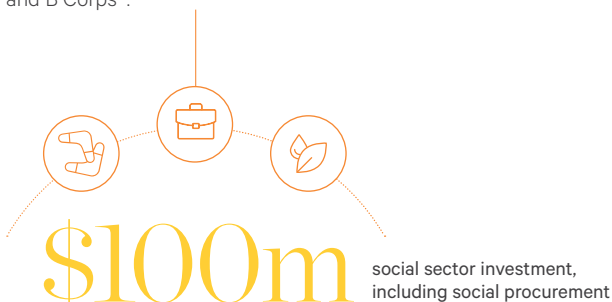 and B Corps".
$100m
social sector investment,
including social procurement